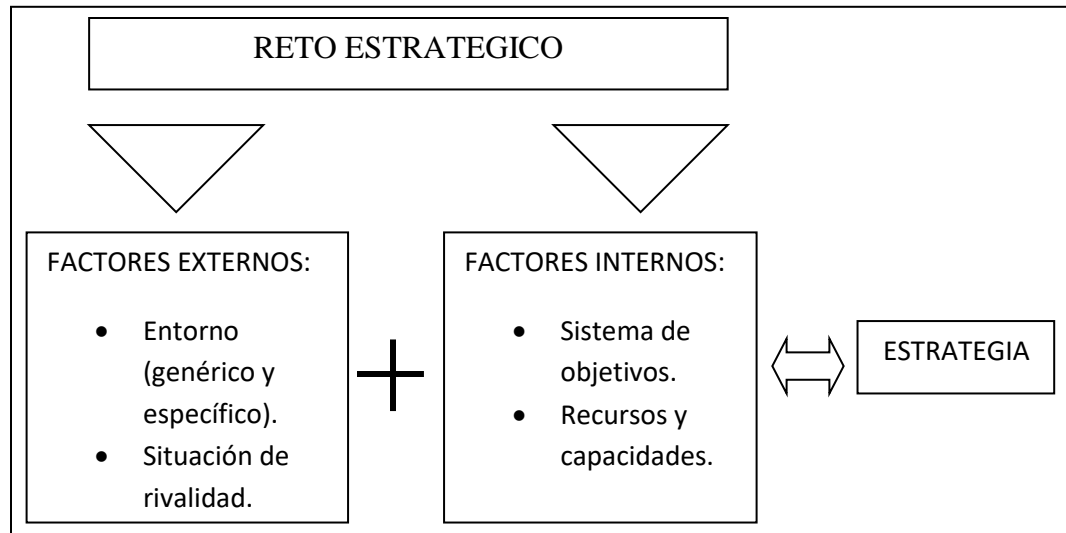 RETO ESTRATEGICO
FACTORES EXTERNOS:
• Entorno
(genérico y
específico).
• Situación de
rivalidad.
FACTORES INTERNOS:
• Sistema de
objetivos.
• Recursos y
capacidades.
ESTRATEGIA